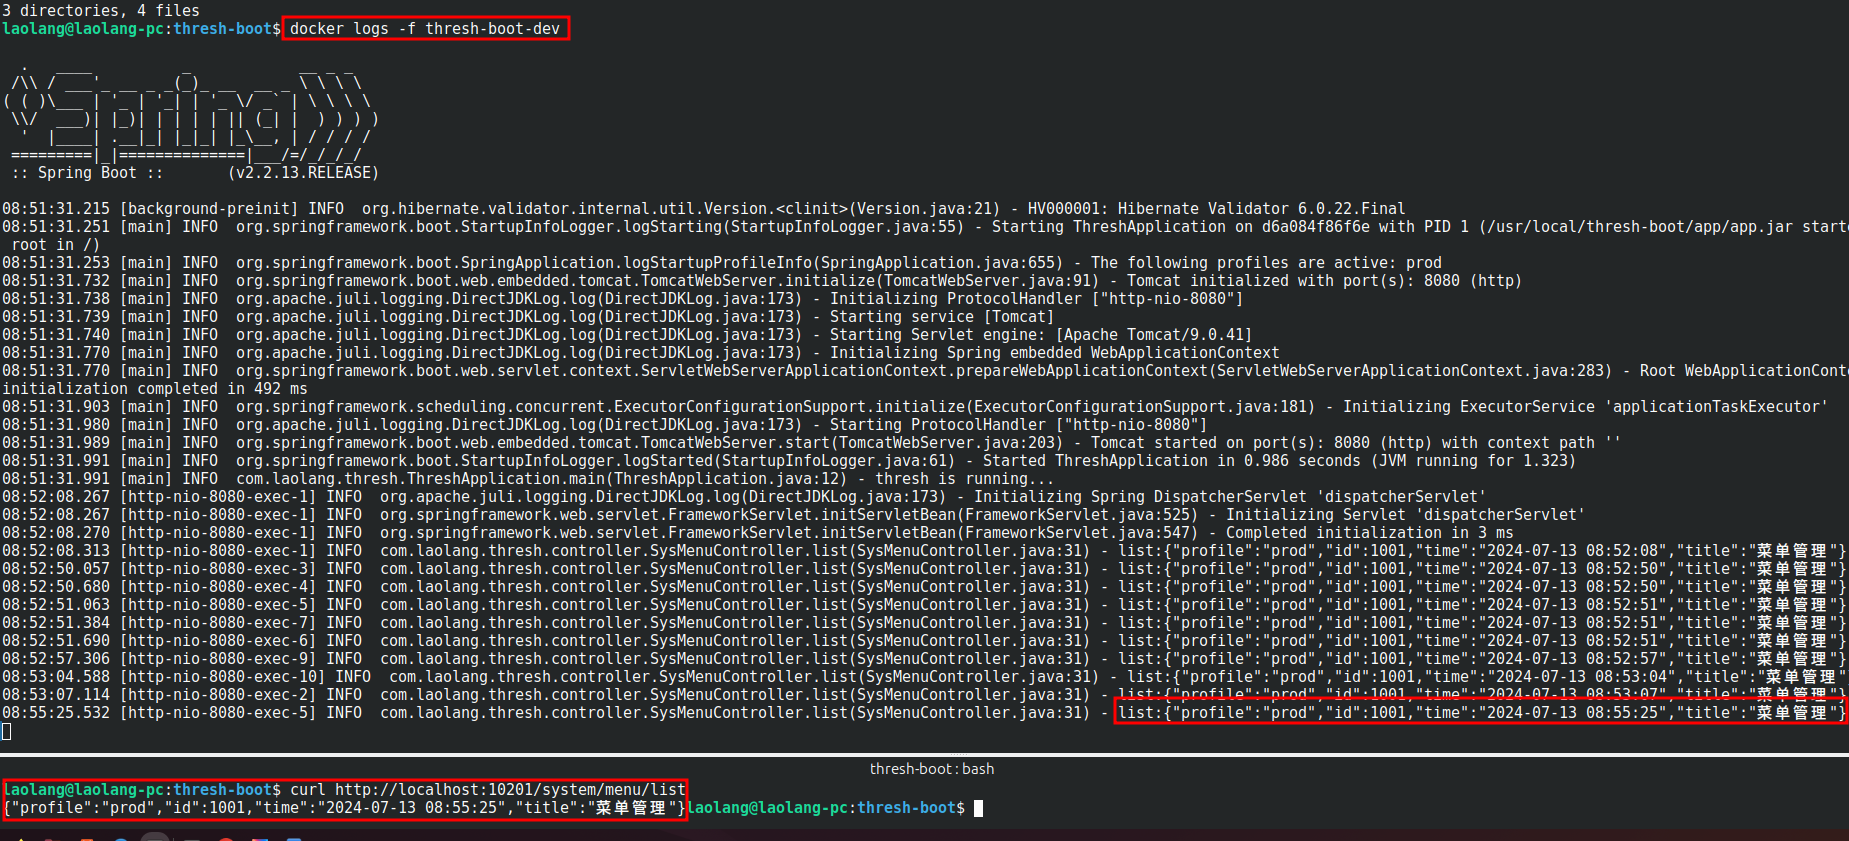 3 directories, 4 files
laolang@laolang-pc:thresh-boot$ docker logs -f thresh-boot-dev
  .   ____          _            __ _ _
 /\\ / ___'_ __ _ _(_)_ __  __ _ \ \ \ \
( ( )\___ | '_ | '_| | '_ \/ _` | \ \ \ \
 \\/  ___)| |_)| | | | | || (_| |  ) ) ) )
  '  |____| .__|_| |_|_| |_\__, | / / / /
 =========|_|==============|___/=/_/_/_/
 :: Spring Boot ::       (v2.2.13.RELEASE)
08:51:31.215 [background-preinit] INFO  org.hibernate.validator.internal.util.Version.<clinit>(Version.java:21) - HV000001: Hibernate Validator 6.0.22.Final
08:51:31.251 [main] INFO  org.springframework.boot.StartupInfoLogger.logStarting(StartupInfoLogger.java:55) - Starting ThreshApplication on d6a084f86f6e with PID 1 (/usr/local/thresh-boot/app/app.jar starte
 root in /)
08:51:31.253 [main] INFO  org.springframework.boot.SpringApplication.logStartupProfileInfo(SpringApplication.java:655) - The following profiles are active: prod
08:51:31.732 [main] INFO  org.springframework.boot.web.embedded.tomcat.TomcatWebServer.initialize(TomcatWebServer.java:91) - Tomcat initialized with port(s): 8080 (http)
08:51:31.738 [main] INFO  org.apache.juli.logging.DirectJDKLog.log(DirectJDKLog.java:173) - Initializing ProtocolHandler ["http-nio-8080"]
08:51:31.739 [main] INFO  org.apache.juli.logging.DirectJDKLog.log(DirectJDKLog.java:173) - Starting service [Tomcat]
08:51:31.740 [main] INFO  org.apache.juli.logging.DirectJDKLog.log(DirectJDKLog.java:173) - Starting Servlet engine: [Apache Tomcat/9.0.41]
08:51:31.770 [main] INFO  org.apache.juli.logging.DirectJDKLog.log(DirectJDKLog.java:173) - Initializing Spring embedded WebApplicationContext
08:51:31.770 [main] INFO  org.springframework.boot.web.servlet.context.ServletWebServerApplicationContext.prepareWebApplicationContext(ServletWebServerApplicationContext.java:283) - Root WebApplicationConte
initialization completed in 492 ms
08:51:31.903 [main] INFO  org.springframework.scheduling.concurrent.ExecutorConfigurationSupport.initialize(ExecutorConfigurationSupport.java:181) - Initializing ExecutorService 'applicationTaskExecutor'
08:51:31.980 [main] INFO  org.apache.juli.logging.DirectJDKLog.log(DirectJDKLog.java:173) - Starting ProtocolHandler ["http-nio-8080"]
08:51:31.989 [main] INFO  org.springframework.boot.web.embedded.tomcat.TomcatWebServer.start(TomcatWebServer.java:203) - Tomcat started on port(s): 8080 (http) with context path ''
08:51:31.991 [main] INFO  org.springframework.boot.StartupInfoLogger.logStarted(StartupInfoLogger.java:61) - Started ThreshApplication in 0.986 seconds (JVM running for 1.323)
08:51:31.991 [main] INFO  com.laolang.thresh.ThreshApplication.main(ThreshApplication.java:12) - thresh is running...
08:52:08.267 [http-nio-8080-exec-1] INFO  org.apache.juli.logging.DirectJDKLog.log(DirectJDKLog.java:173) - Initializing Spring DispatcherServlet 'dispatcherServlet'
08:52:08.267 [http-nio-8080-exec-1] INFO  org.springframework.web.servlet.FrameworkServlet.initServletBean(FrameworkServlet.java:525) - Initializing Servlet 'dispatcherServlet'
08:52:08.270 [http-nio-8080-exec-1] INFO  org.springframework.web.servlet.FrameworkServlet.initServletBean(FrameworkServlet.java:547) - Completed initialization in 3 ms
08:52:08.313 [http-nio-8080-exec-1] INFO  com.laolang.thresh.controller.SysMenuController.list(SysMenuController.java:31) - list:{"profile":"prod","id":1001,"time":"2024-07-13 08:52:08","title":"菜单管理"}
08:52:50.057 [http-nio-8080-exec-3] INFO  com.laolang.thresh.controller.SysMenuController.list(SysMenuController.java:31) - list:{"profile":"prod","id":1001,"time":"2024-07-13 08:52:50","title":"菜单管理"}
08:52:50.680 [http-nio-8080-exec-4] INFO  com.laolang.thresh.controller.SysMenuController.list(SysMenuController.java:31) - list:{"profile":"prod","id":1001,"time":"2024-07-13 08:52:50","title":"菜单管理"}
08:52:51.063 [http-nio-8080-exec-5] INFO  com.laolang.thresh.controller.SysMenuController.list(SysMenuController.java:31) - list:{"profile":"prod","id":1001,"time":"2024-07-13 08:52:51","title":"菜单管理"}
08:52:51.384 [http-nio-8080-exec-7] INFO  com.laolang.thresh.controller.SysMenuController.list(SysMenuController.java:31) - list:{"profile":"prod","id":1001,"time":"2024-07-13 08:52:51","title":"菜单管理"}
08:52:51.690 [http-nio-8080-exec-6] INFO  com.laolang.thresh.controller.SysMenuController.list(SysMenuController.java:31) - list:{"profile":"prod","id":1001,"time":"2024-07-13 08:52:51","title":"菜单管理"}
08:52:57.306 [http-nio-8080-exec-9] INFO  com.laolang.thresh.controller.SysMenuController.list(SysMenuController.java:31) - list:{"profile":"prod","id":1001,"time":"2024-07-13 08:52:57","title":"菜单管理"}
08:53:04.588 [http-nio-8080-exec-10] INFO  com.laolang.thresh.controller.SysMenuController.list(SysMenuController.java:31) - list:{"profile":"prod","id":1001,"time":"2024-07-13 08:53:04","title":"菜单管理"
08:53:07.114 [http-nio-8080-exec-2] INFO  com.laolang.thresh.controller.SysMenuController.list(SysMenuController.java:31) - list:{"profile":"prod","id":1001,"time":"2024-07-13 08:53:07","title":"菜单管理"}
08:55:25.532 [http-nio-8080-exec-5] INFO  com.laolang.thresh.controller.SysMenuController.list(SysMenuController.java:31) - list:{"profile":"prod","id":1001,"time":"2024-07-13 08:55:25","title":"菜单管理"}
thresh-boot : bash
laolang@laolang-pc:thresh-boot$ curl http://localhost:10201/system/menu/list
{"profile":"prod","id":1001,"time":"2024-07-13 08:55:25","title":"菜单管理"}laolang@laolang-pc:thresh-boot$